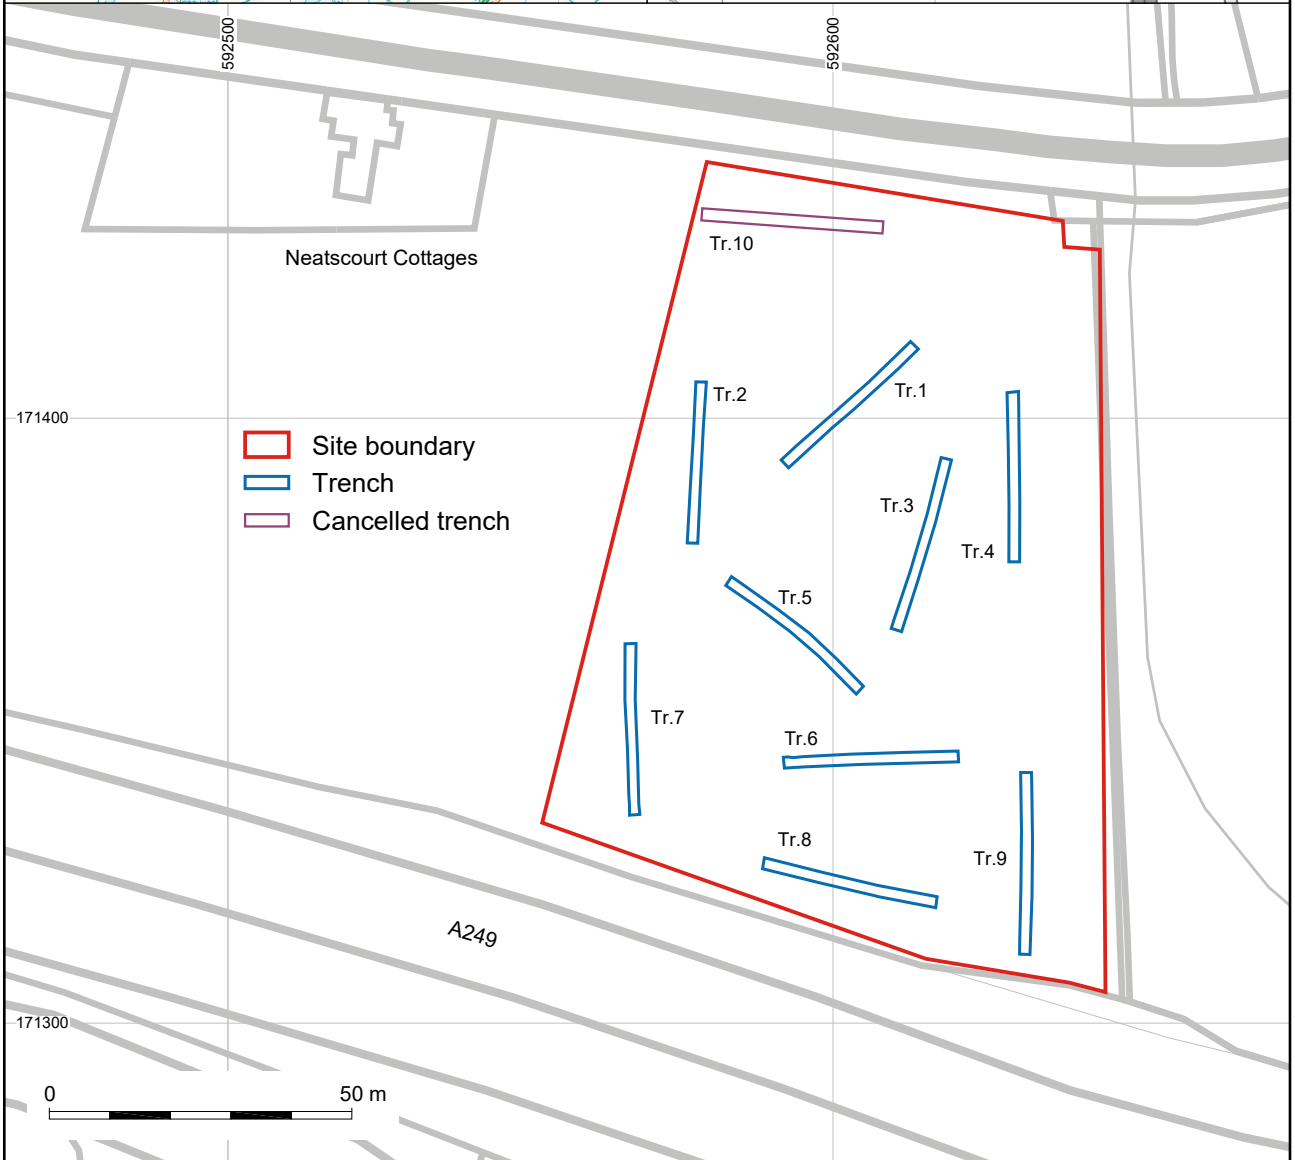 592500
592600
Tr.10
Neatscourt Cottages
Tr.1
Tr.2
171400
Site boundary
Trench
Cancelled trench
Tr.3
Tr.4
Tr.5
Tr.7
Tr.6
Tr.8
Tr.9
A249
171300
0 50 m